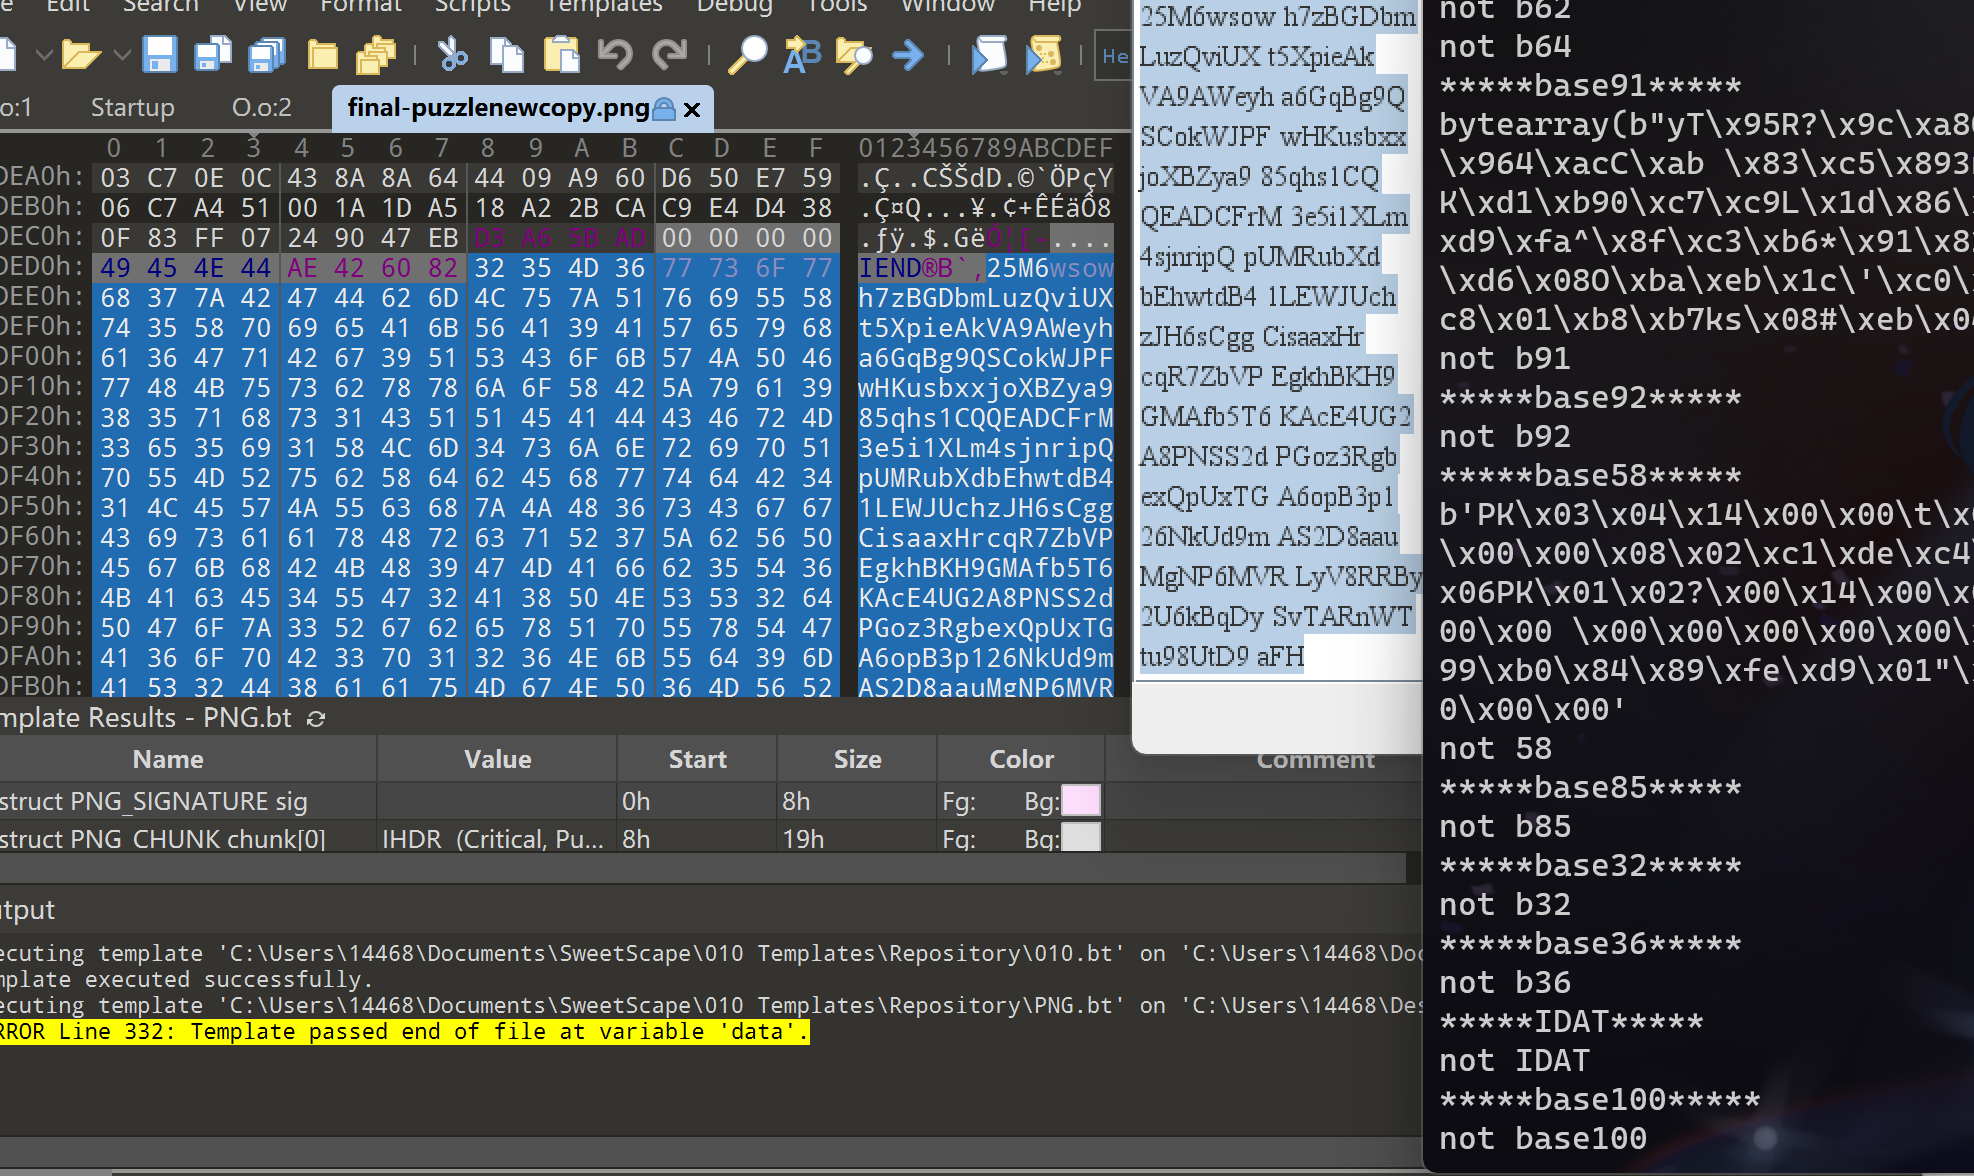 Edit Search View Format Scripts Templates Debug Tools Window Help
He
o:1 Startup O.o:2 final-puzzlenewcopy.png
0 1 2 3 4 5 6 7 8 9 A B C D E F 0123456789ABCDEF
DEA0h: 03 C7 0E 0C 43 8A 8A 64 44 09 A9 60 D6 50 E7 59 .Ç..CŠŠdD.©`ÖPçY
DEB0h: 06 C7 A4 51 00 1A 1D A5 18 A2 2B CA C9 E4 D4 38 .Ç¤Q...¥.¢+ÊÉäÔ8
DEC0h: 0F 83 FF 07 24 90 47 EB D3 A6 5B AD 00 00 00 00 .ƒÿ.$.GëÓ¦[-....
DED0h: 49 45 4E 44 AE 42 60 82 32 35 4D 36 77 73 6F 77 IEND®B`‚25M6wsow
DEE0h: 68 37 7A 42 47 44 62 6D 4C 75 7A 51 76 69 55 58 h7zBGDbmLuzQviUX
DEF0h: 74 35 58 70 69 65 41 6B 56 41 39 41 57 65 79 68 t5XpieAkVA9AWeyh
DF00h: 61 36 47 71 42 67 39 51 53 43 6F 6B 57 4A 50 46 a6GqBg9QSCokWJPF
DF10h: 77 48 4B 75 73 62 78 78 6A 6F 58 42 5A 79 61 39 wHKusbxxjoXBZya9
DF20h: 38 35 71 68 73 31 43 51 51 45 41 44 43 46 72 4D 85qhs1CQQEADCFrM
DF30h: 33 65 35 69 31 58 4C 6D 34 73 6A 6E 72 69 70 51 3e5i1XLm4sjnripQ
DF40h: 70 55 4D 52 75 62 58 64 62 45 68 77 74 64 42 34 pUMRubXdbEhwtdB4
DF50h: 31 4C 45 57 4A 55 63 68 7A 4A 48 36 73 43 67 67 1LEWJUchzJH6sCgg
DF60h: 43 69 73 61 61 78 48 72 63 71 52 37 5A 62 56 50 CisaaxHrcqR7ZbVP
DF70h: 45 67 6B 68 42 4B 48 39 47 4D 41 66 62 35 54 36 EgkhBKH9GMAfb5T6
DF80h: 4B 41 63 45 34 55 47 32 41 38 50 4E 53 53 32 64 KAcE4UG2A8PNSS2d
DF90h: 50 47 6F 7A 33 52 67 62 65 78 51 70 55 78 54 47 PGoz3RgbexQpUxTG
DFA0h: 41 36 6F 70 42 33 70 31 32 36 4E 6B 55 64 39 6D A6opB3p126NkUd9m
DFB0h: 41 53 32 44 38 61 61 75 4D 67 4E 50 36 4D 56 52 AS2D8aauMgNP6MVR
mplate Results - PNG.bt
Name Value Start Size Color Comment
struct PNG_SIGNATURE sig 0h 8h Fg: Bg:
struct PNG_CHUNK chunk[0] IHDR (Critical, Pu... 8h 19h Fg: Bg:
tput
ecuting template 'C:\Users\14468\Documents\SweetScape\010 Templates\Repository\010.bt' on 'C:\Users\14468\Doc
mplate executed successfully.
ecuting template 'C:\Users\14468\Documents\SweetScape\010 Templates\Repository\PNG.bt' on 'C:\Users\14468\Des
RROR Line 332: Template passed end of file at variable 'data'.
25M6wsow h7zBGDbm
LuzQviUX t5XpieAk
VA9AWeyh a6GqBg9Q
SCokWJPF wHKusbxx
joXBZya9 85qhs1CQ
QEADCFrM 3e5i1XLm
4sjnripQ pUMRubXd
bEhwtdB4 1LEWJUch
zJH6sCgg CisaaxHr
cqR7ZbVP EgkhBKH9
GMAfb5T6 KAcE4UG2
A8PNSS2d PGoz3Rgb
exQpUxTG A6opB3p1
26NkUd9m AS2D8aau
MgNP6MVR LyV8RRBy
2U6kBqDy SvTARnWT
tu98UtD9 aFH
not b62
not b64
*****base91*****
bytearray(b"yT\x95R?\x9c\xa8
\x964\xacC\xab \x83\xc5\x893
K\xd1\xb90\xc7\xc9L\x1d\x86\
xd9\xfa^\x8f\xc3\xb6*\x91\x8
\xd6\x08O\xba\xeb\x1c\'\xc0\
c8\x01\xb8\xb7ks\x08#\xeb\x0
not b91
*****base92*****
not b92
*****base58*****
b'PK\x03\x04\x14\x00\x00\t\x
\x00\x00\x08\x02\xc1\xde\xc4
x06PK\x01\x02?\x00\x14\x00\x
00\x00 \x00\x00\x00\x00\x00\
99\xb0\x84\x89\xfe\xd9\x01"\
0\x00\x00'
not 58
*****base85*****
not b85
*****base32*****
not b32
*****base36*****
not b36
*****IDAT*****
not IDAT
*****base100*****
not base100